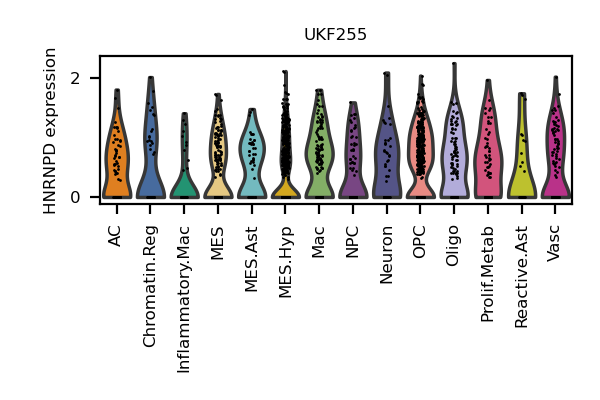 UKF255
HNRNPD expression
2
0
AC
Chromatin.Reg
Inflammatory.Mac
MES
MES.Ast
MES.Hyp
Mac
NPC
Neuron
OPC
Oligo
Prolif.Metab
Reactive.Ast
Vasc